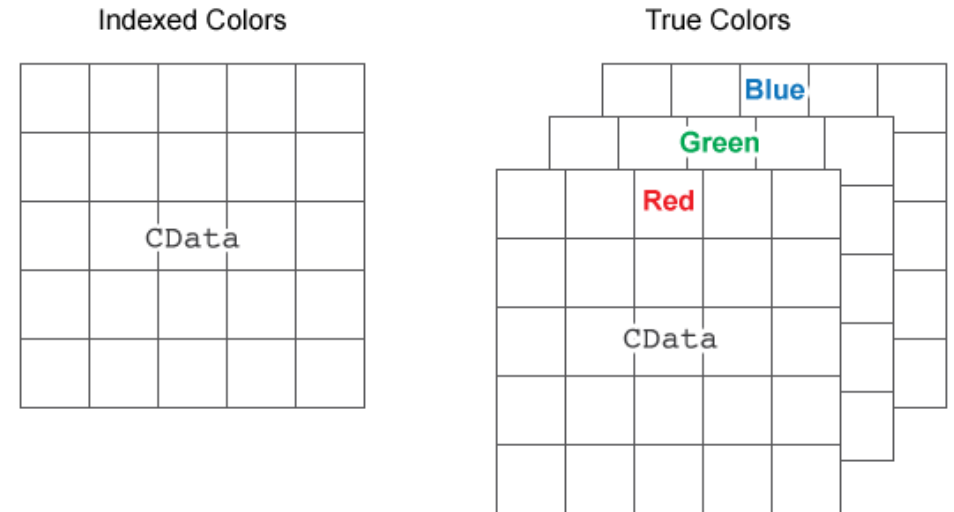 Indexed Colors
True Colors
Blue
Green
Red
CData
CData